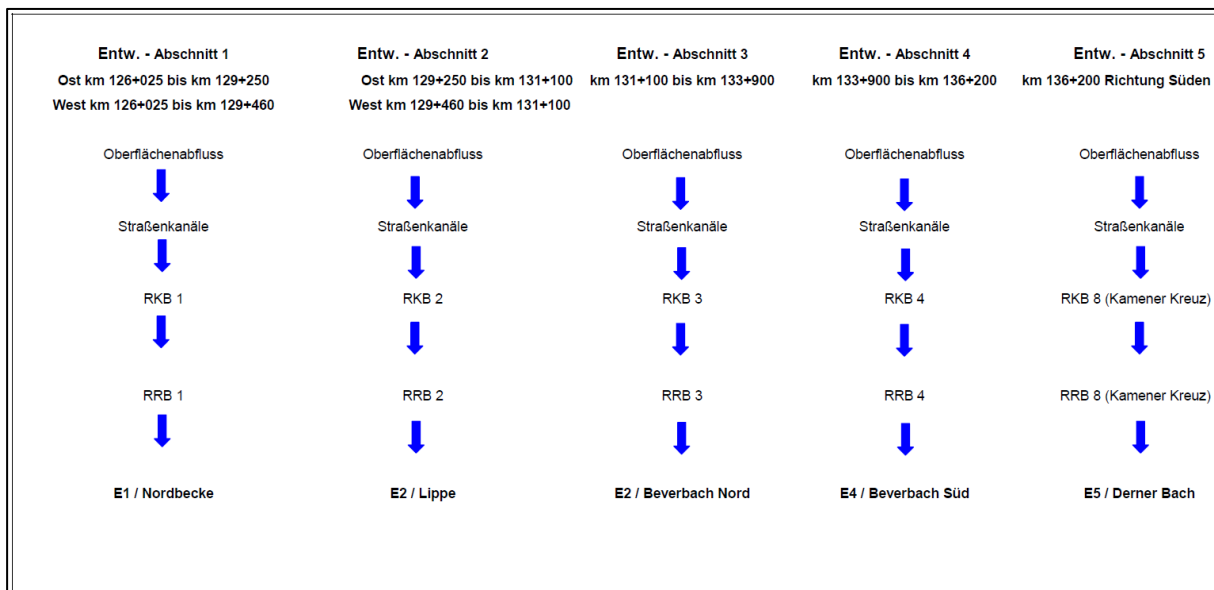 Entw. - Abschnitt 1
Ost km 126+025 bis km 129+250
West km 126+025 bis km 129+460
Oberflächenabfluss
Straßenkanäle
RKB 1
RRB 1
E1 / Nordbecke
Entw. - Abschnitt 2
Ost km 129+250 bis km 131+100
West km 129+460 bis km 131+100
Oberflächenabfluss
Straßenkanäle
RKB 2
RRB 2
E2 / Lippe
Entw. - Abschnitt 3
km 131+100 bis km 133+900
Oberflächenabfluss
Straßenkanäle
RKB 3
RRB 3
E2 / Beverbach Nord
Entw. - Abschnitt 4
km 133+900 bis km 136+200
Oberflächenabfluss
Straßenkanäle
RKB 4
RRB 4
E4 / Beverbach Süd
Entw. - Abschnitt 5
km 136+200 Richtung Süden
Oberflächenabfluss
Straßenkanäle
RKB 8 (Kamener Kreuz)
RRB 8 (Kamener Kreuz)
E5 / Derner Bach